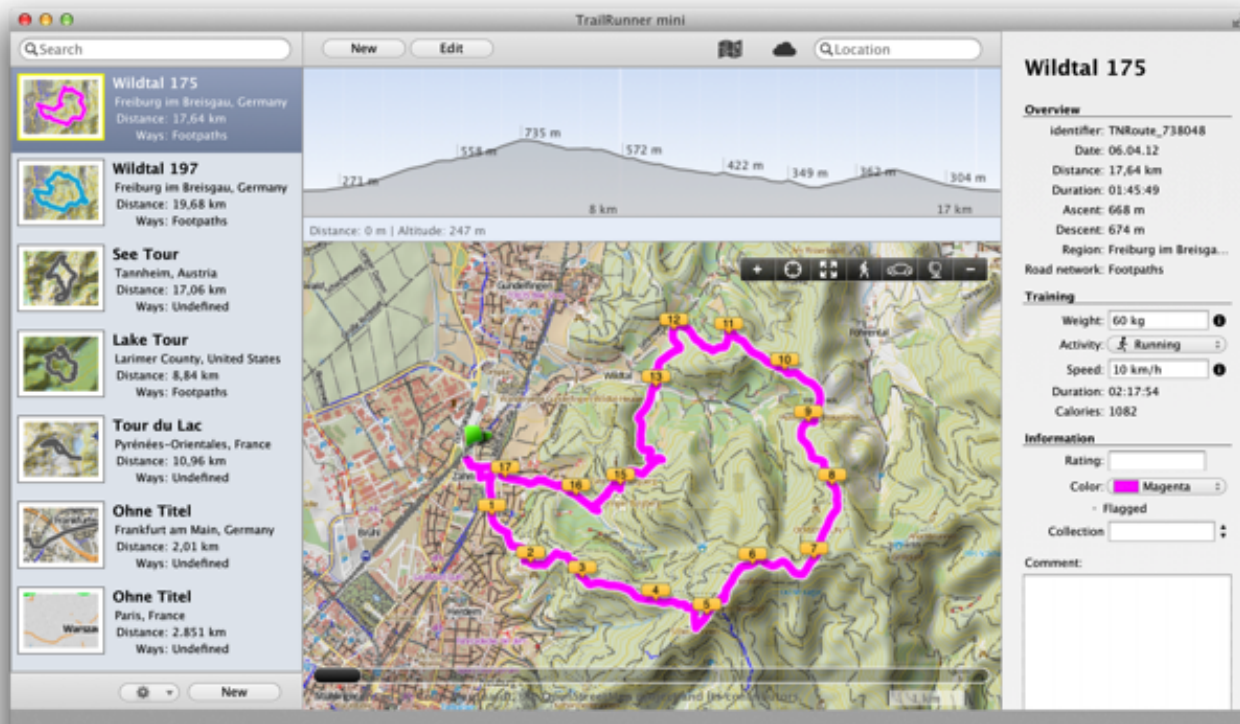 TrailRunner mini
Search
New
Edit
Location
Wildtal 175
Freiburg im Breisgau, Germany
Distance: 17,64 km
Ways: Footpaths
Wildtal 197
Freiburg im Breisgau, Germany
Distance: 19,68 km
Ways: Footpaths
See Tour
Tannheim, Austria
Distance: 17,06 km
Ways: Undefined
Lake Tour
Larimer County, United States
Distance: 8,84 km
Ways: Footpaths
Tour du Lac
Pyrénées-Orientales, France
Distance: 10,96 km
Ways: Undefined
Ohne Titel
Frankfurt am Main, Germany
Distance: 2,01 km
Ways: Undefined
Ohne Titel
Paris, France
Distance: 2.851 km
Ways: Undefined
New
271 m
558 m
735 m
572 m
422 m
349 m
362 m
304 m
8 km
17 km
Distance: 0 m | Altitude: 247 m
Gundelfingen
12
11
10
Wildtal
13
9
17
16
15
8
Zähri
1
Brühl
2
3
6
7
4
5
Herdern
1 km
Wildtal 175
Overview
identifier: TNRoute_738048
Date: 06.04.12
Distance: 17,64 km
Duration: 01:45:49
Ascent: 668 m
Descent: 674 m
Region: Freiburg im Breisga...
Road network: Footpaths
Training
Weight: 60 kg
Activity: Running
Speed: 10 km/h
Duration: 02:17:54
Calories: 1082
Information
Rating:
Color: Magenta
Flagged
Collection
Comment: